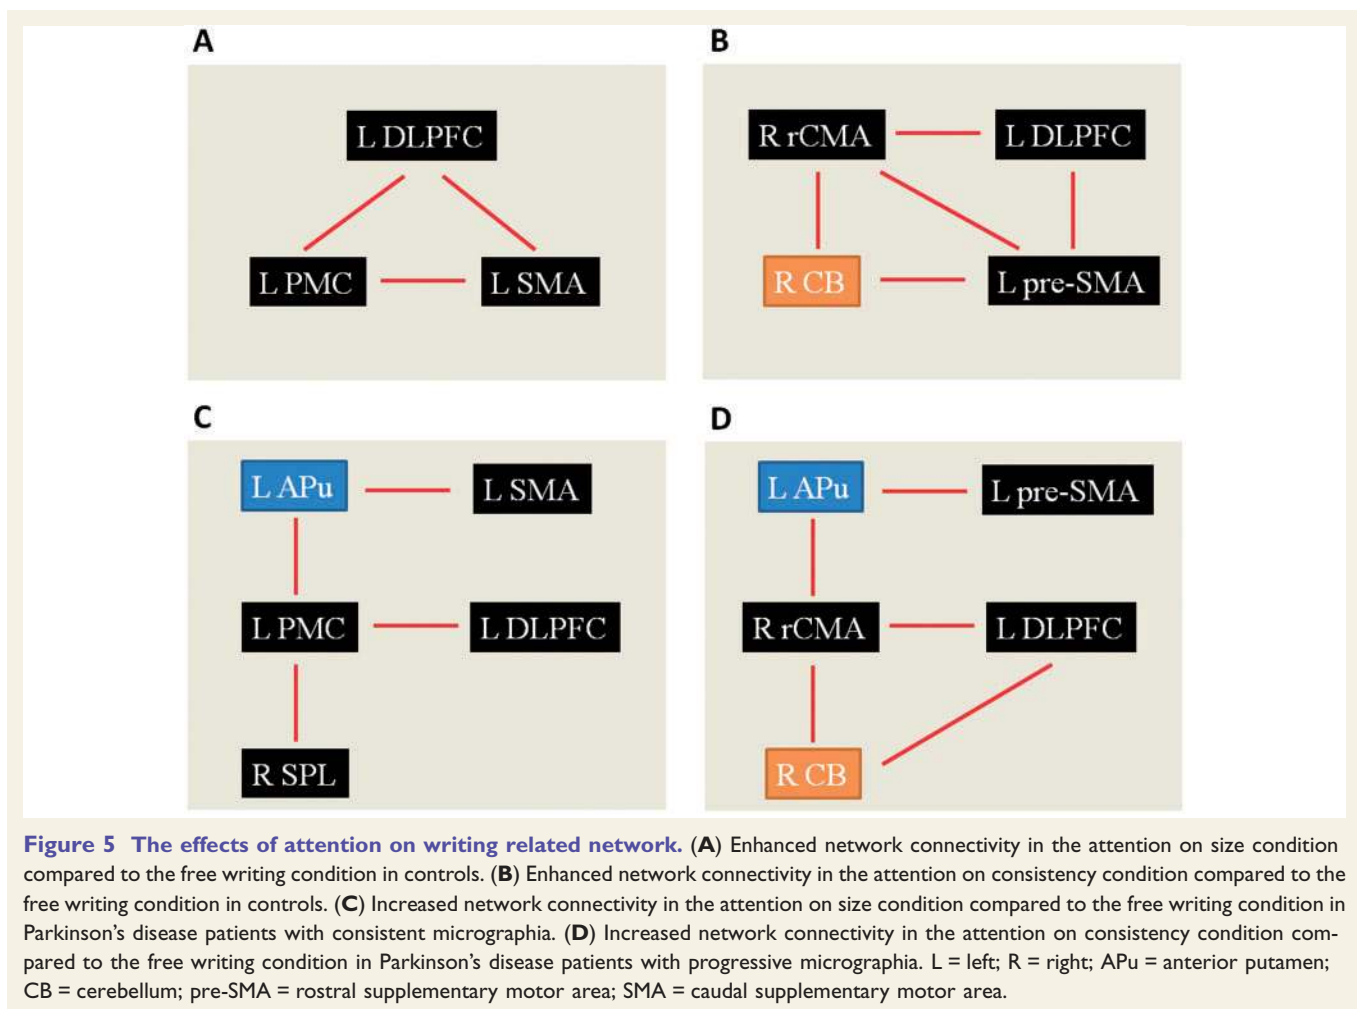 A
L DLPFC
L PMC
L SMA
B
R rCMA
L DLPFC
R CB
L pre-SMA
C
L APu
L SMA
L PMC
L DLPFC
R SPL
D
L APu
L pre-SMA
R rCMA
L DLPFC
R CB
Figure 5 The effects of attention on writing related network. (A) Enhanced network connectivity in the attention on size condition
compared to the free writing condition in controls. (B) Enhanced network connectivity in the attention on consistency condition compared to the
free writing condition in controls. (C) Increased network connectivity in the attention on size condition compared to the free writing condition in
Parkinson's disease patients with consistent micrographia. (D) Increased network connectivity in the attention on consistency condition com-
pared to the free writing condition in Parkinson's disease patients with progressive micrographia. L = left; R = right; APu = anterior putamen;
CB = cerebellum; pre-SMA = rostral supplementary motor area; SMA = caudal supplementary motor area.